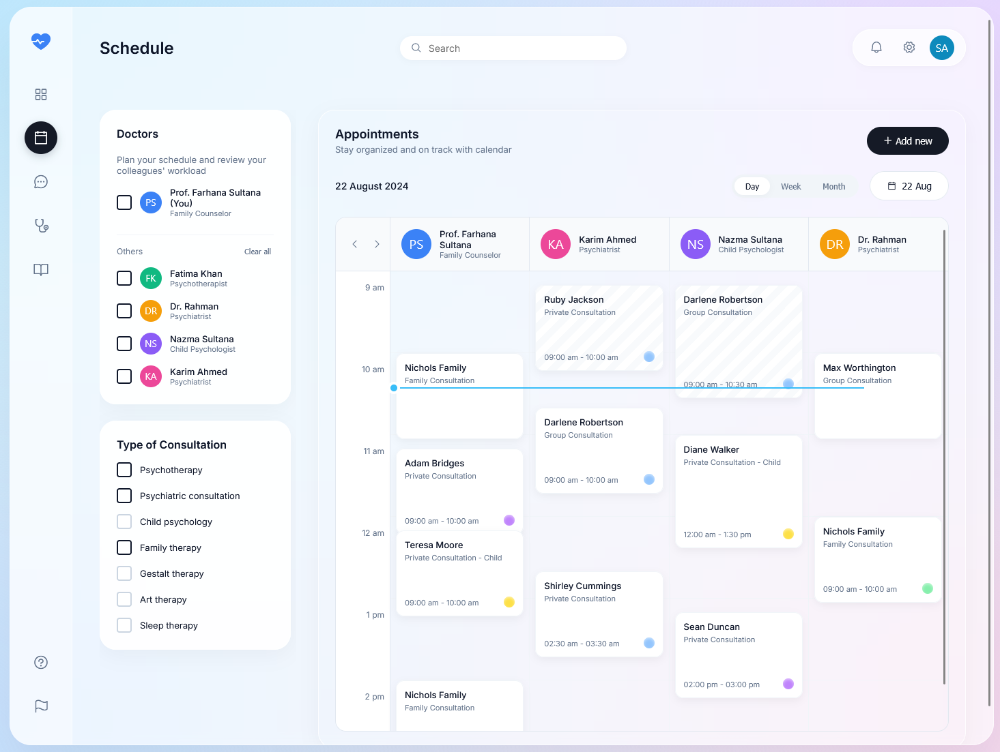 Schedule
Search
SA
Doctors
Plan your schedule and review your
colleagues' workload
PS
Prof. Farhana Sultana
(You)
Family Counselor
Others
Clear all
FK
Fatima Khan
Psychotherapist
DR
Dr. Rahman
Psychiatrist
NS
Nazma Sultana
Child Psychologist
KA
Karim Ahmed
Psychiatrist
Type of Consultation
Psychotherapy
Psychiatric consultation
Child psychology
Family therapy
Gestalt therapy
Art therapy
Sleep therapy
Appointments
Stay organized and on track with calendar
+ Add new
22 August 2024
Day
Week
Month
22 Aug
PS
Prof. Farhana
Sultana
Family Counselor
KA
Karim Ahmed
Psychiatrist
NS
Nazma Sultana
Child Psychologist
DR
Dr. Rahman
Psychiatrist
9 am
10 am
11 am
12 am
1 pm
2 pm
Nichols Family
Family Consultation
Adam Bridges
Private Consultation
09:00 am - 10:00 am
Teresa Moore
Private Consultation - Child
09:00 am - 10:00 am
Nichols Family
Family Consultation
Ruby Jackson
Private Consultation
09:00 am - 10:00 am
Darlene Robertson
Group Consultation
09:00 am - 10:00 am
Shirley Cummings
Private Consultation
02:30 am - 03:30 am
Darlene Robertson
Group Consultation
09:00 am - 10:30 am
Diane Walker
Private Consultation - Child
12:00 am - 1:30 pm
Sean Duncan
Private Consultation
02:00 pm - 03:00 pm
Max Worthington
Group Consultation
Nichols Family
Family Consultation
09:00 am - 10:00 am